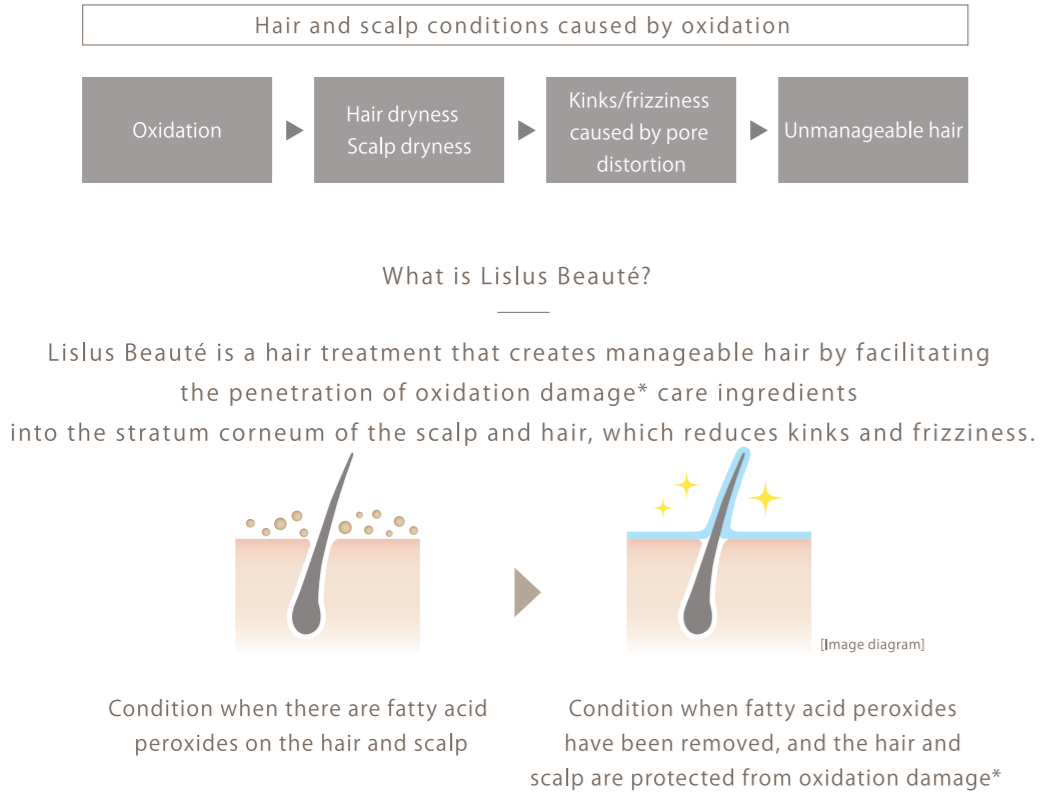 Hair and scalp conditions caused by oxidation
Oxidation
Hair dryness
Scalp dryness
Kinks/frizziness
caused by pore
distortion
Unmanageable hair
What is Lislus Beauté?
Lislus Beauté is a hair treatment that creates manageable hair by facilitating
the penetration of oxidation damage* care ingredients
into the stratum corneum of the scalp and hair, which reduces kinks and frizziness.
[Image diagram]
Condition when there are fatty acid
peroxides on the hair and scalp
Condition when fatty acid peroxides
have been removed, and the hair and
scalp are protected from oxidation damage*